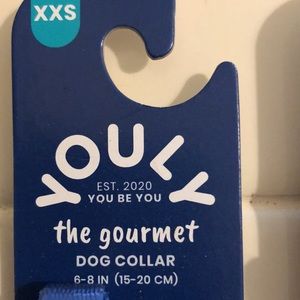 XXS
YOULY
EST. 2020
YOU BE YOU
the gourmet
DOG COLLAR
6-8 IN (15-20 CM)